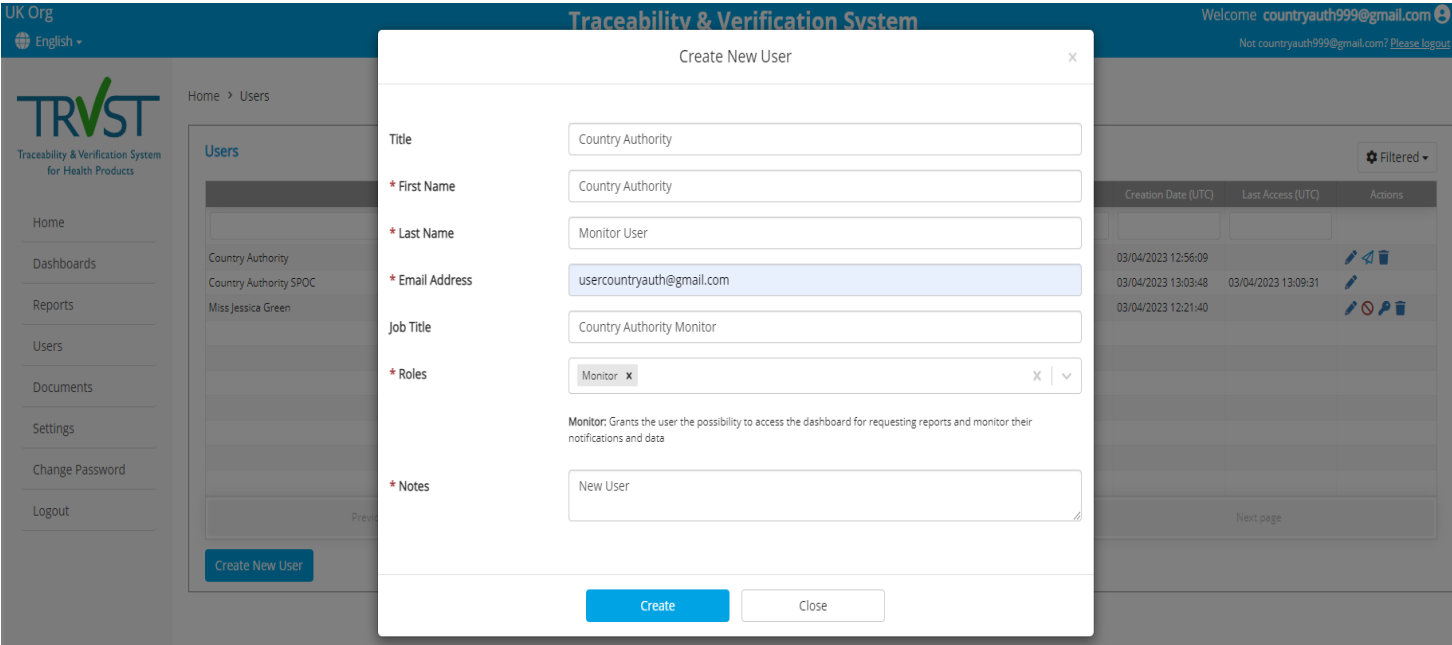 UK Org
Traceability & Verification System
Welcome countryauth999@gmail.com
English
Not countryauth999@gmail.com? Please logout
TRVST
Traceability & Verification System
for Health Products
Home
Dashboards
Reports
Users
Documents
Settings
Change Password
Logout
Home > Users
Users
Filtered
Creation Date (UTC) Last Access (UTC) Actions
Country Authority 03/04/2023 12:56:09
Country Authority SPOC 03/04/2023 13:03:48 03/04/2023 13:09:31
Miss Jessica Green 03/04/2023 12:21:40
Next page
Create New User
Create New User x
Title Country Authority
* First Name Country Authority
* Last Name Monitor User
* Email Address usercountryauth@gmail.com
Job Title Country Authority Monitor
* Roles Monitor x X
Monitor: Grants the user the possibility to access the dashboard for requesting reports and monitor their
notifications and data
* Notes New User
Create Close